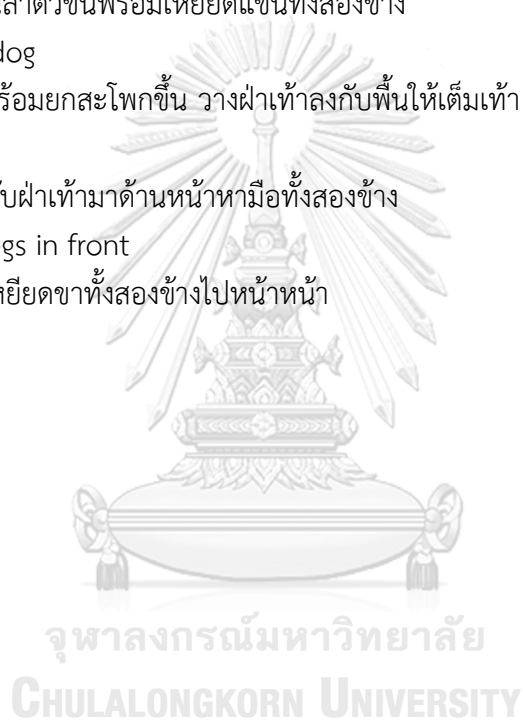 ลำตัวขึ้นพร้อมเหยียดแขนทั้งสองข้าง
dog
ร้อมยกสะโพกขึ้น วางฝ่าเท้าลงกับพื้นให้เต็มเท้า
ับฝ่าเท้ามาด้านหน้าหามือทั้งสองข้าง
gs in front
หยียดขาทั้งสองข้างไปหน้าหน้า
จุฬาลงกรณ์มหาวิทยาลัย
CHULALONGKORN UNIVERSITY